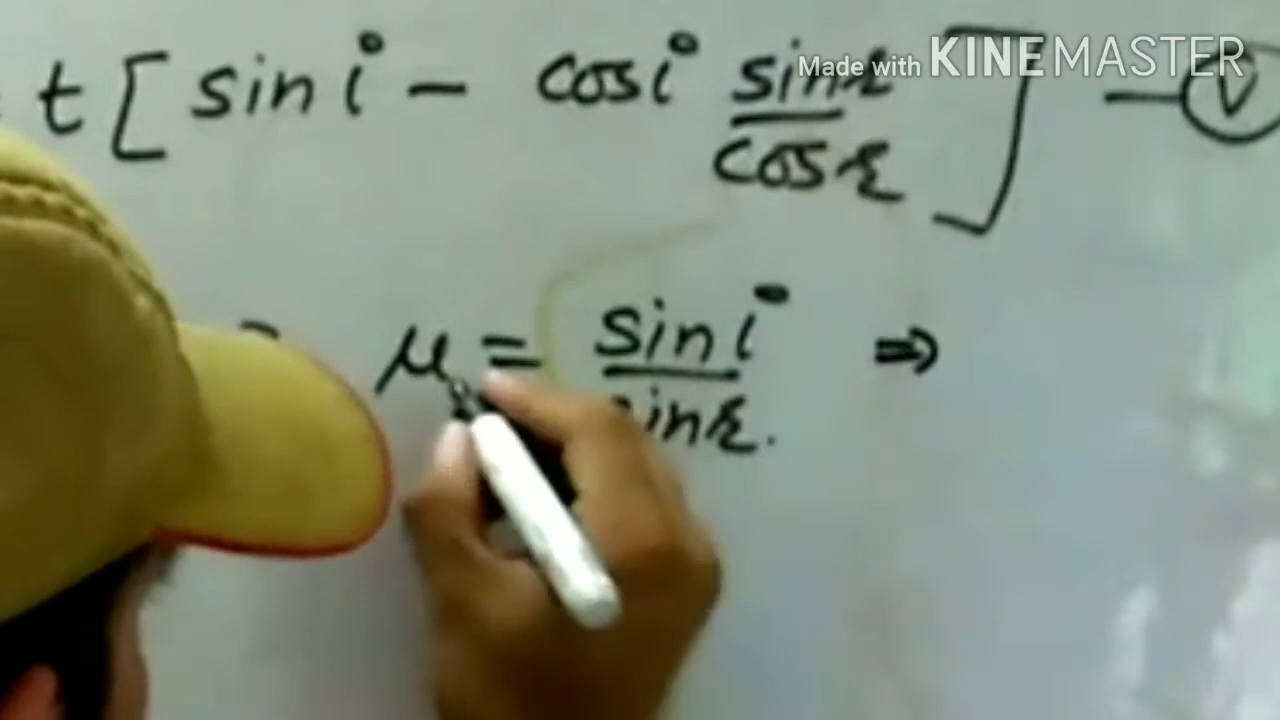 t [ sin i - cos i sin r / cos r ] — V
Made with KINEMASTER
μ = sin i / sin r. ⇒